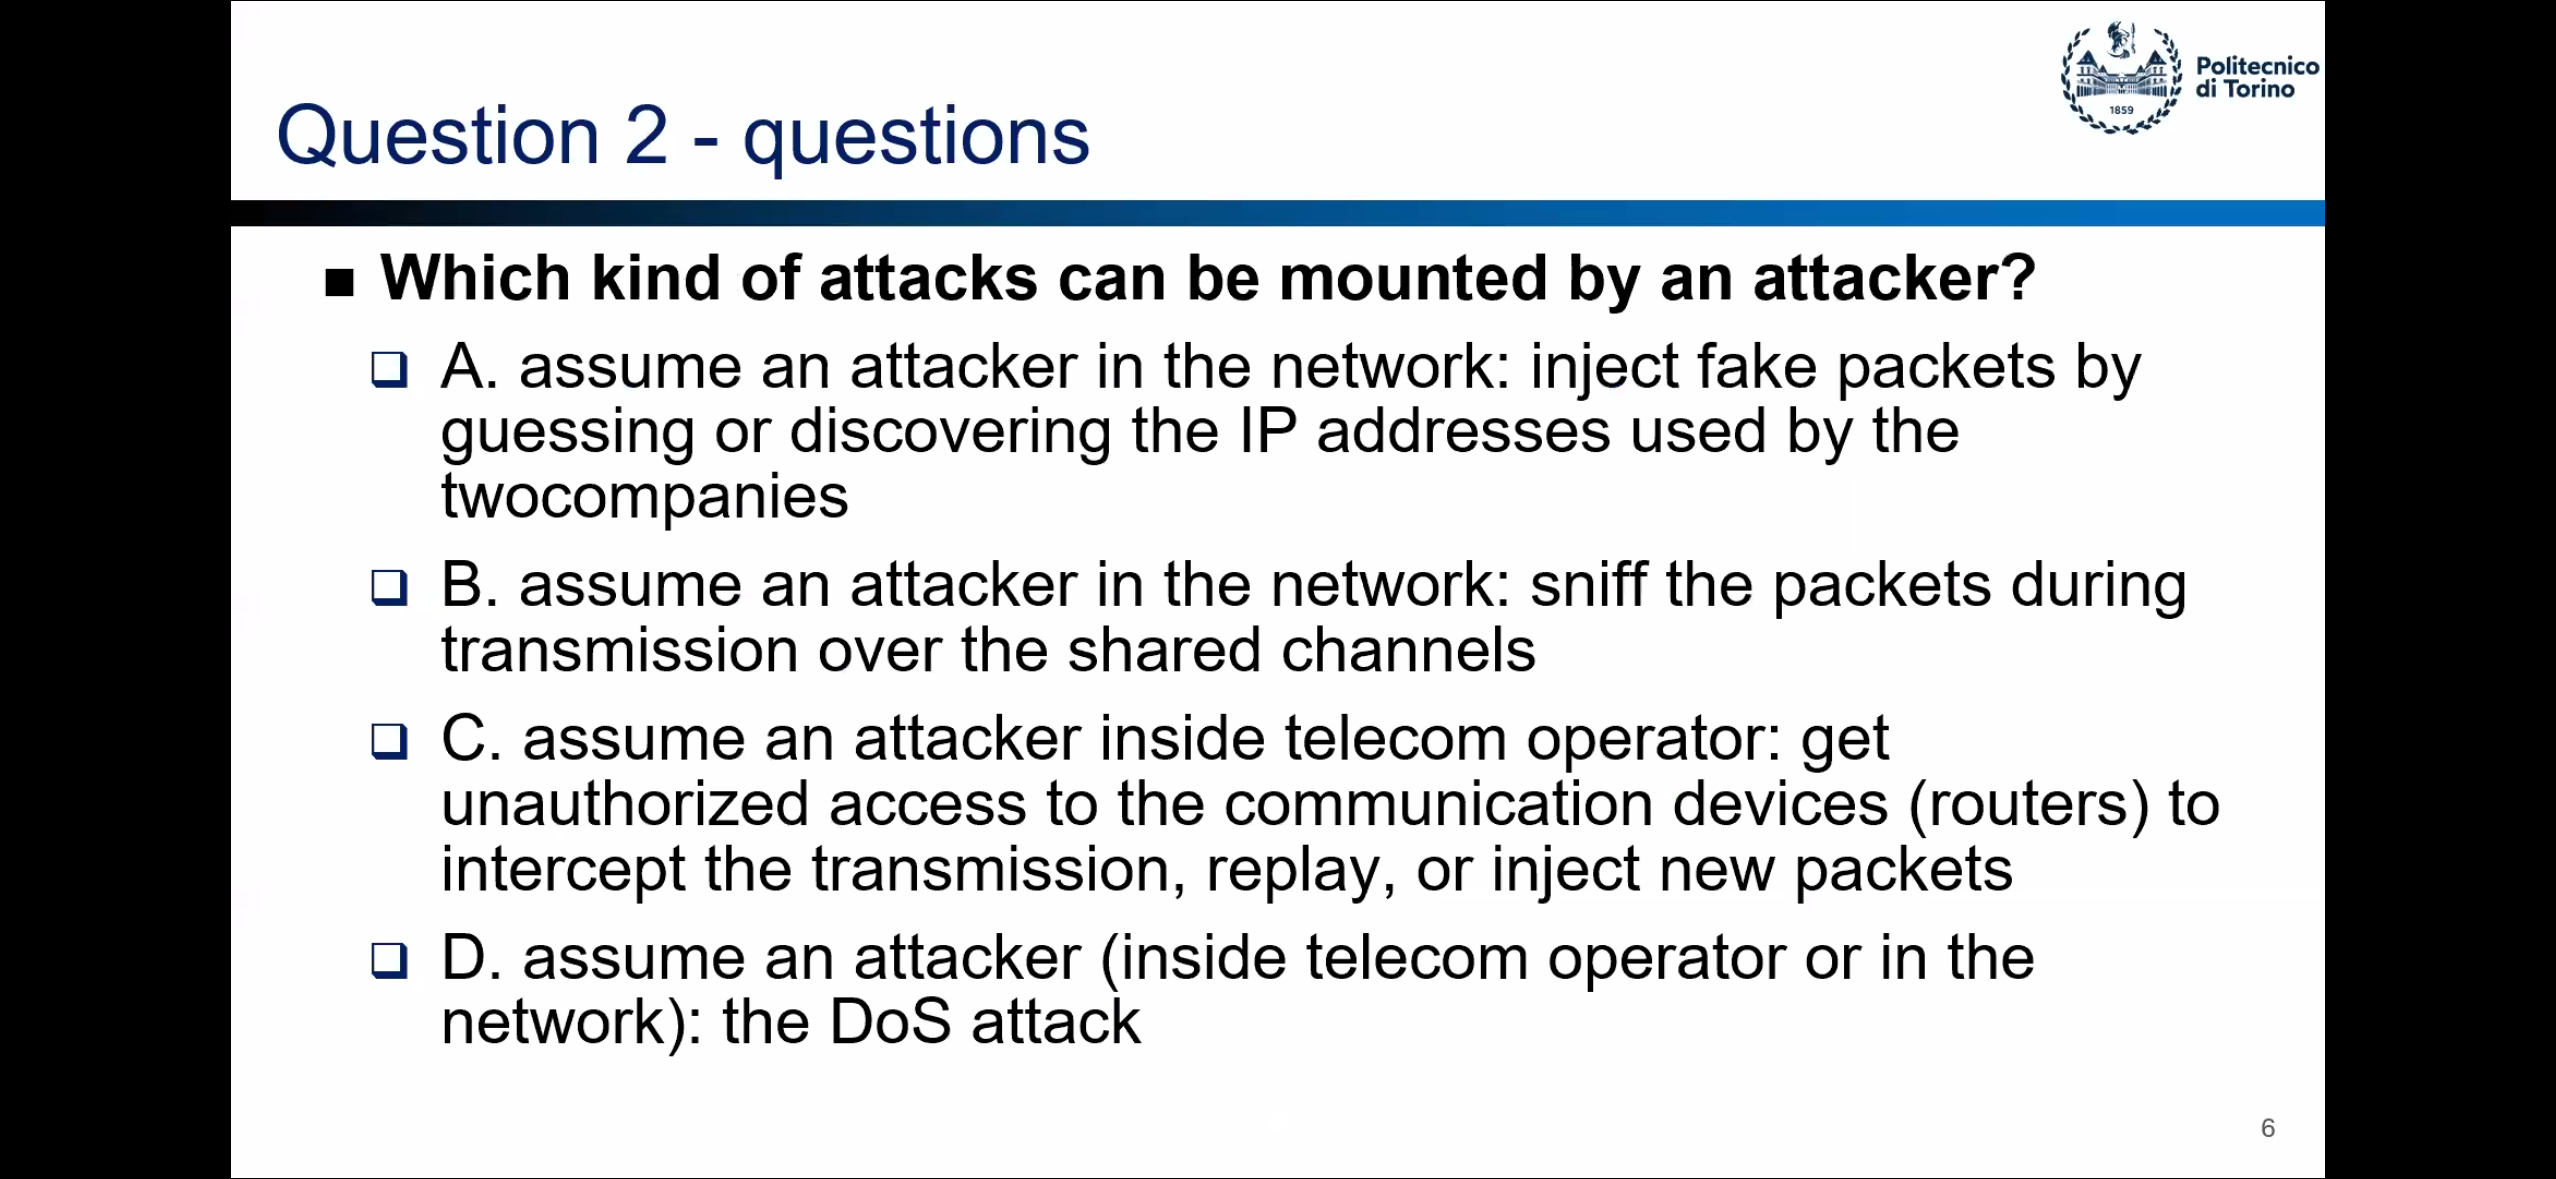 Politecnico
di Torino
1859
Question 2 - questions
Which kind of attacks can be mounted by an attacker?
A. assume an attacker in the network: inject fake packets by
guessing or discovering the IP addresses used by the
twocompanies
B. assume an attacker in the network: sniff the packets during
transmission over the shared channels
C. assume an attacker inside telecom operator: get
unauthorized access to the communication devices (routers) to
intercept the transmission, replay, or inject new packets
D. assume an attacker (inside telecom operator or in the
network): the DoS attack
6